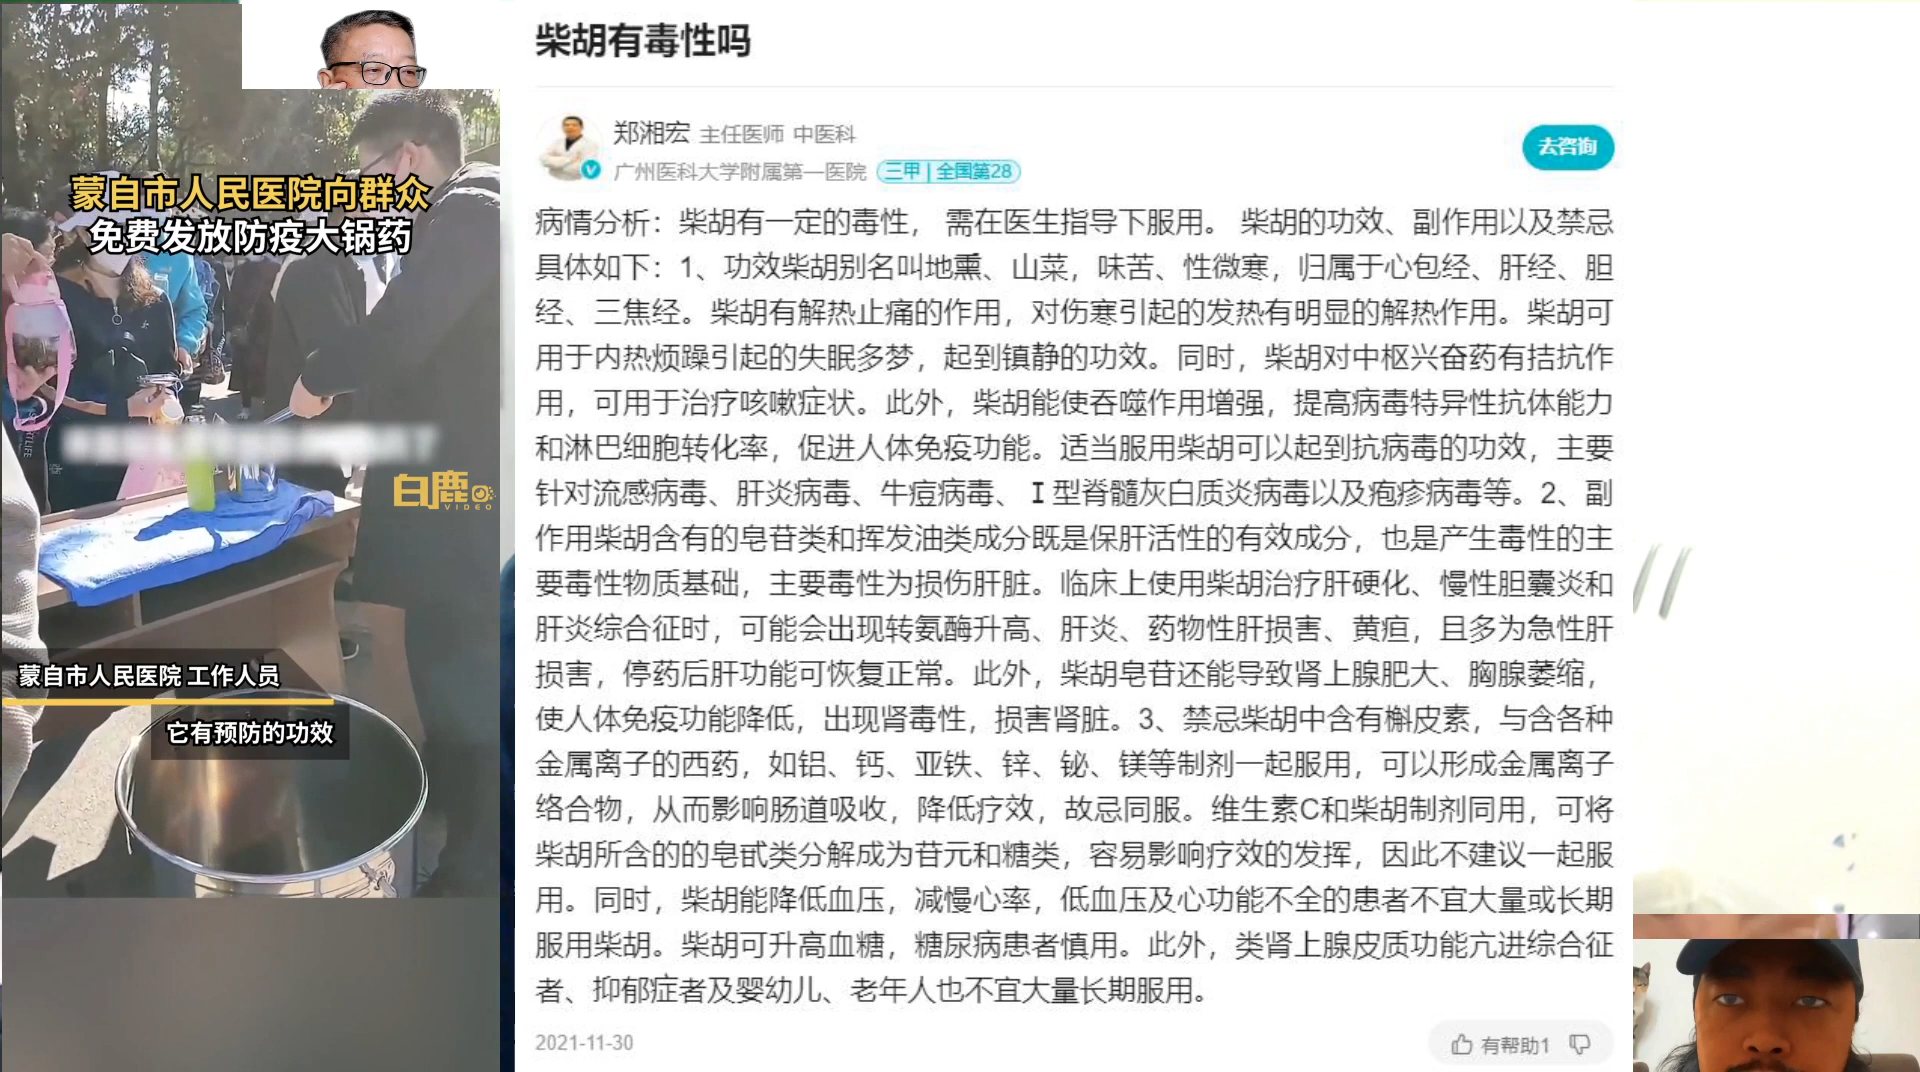 蒙自市人民医院向群众
免费发放防疫大锅药
白鹿
VIDEO
蒙自市人民医院 工作人员
它有预防的功效
柴胡有毒性吗
郑湘宏 主任医师 中医科
去咨询
广州医科大学附属第一医院 三甲 | 全国第28
病情分析：柴胡有一定的毒性， 需在医生指导下服用。 柴胡的功效、副作用以及禁忌
具体如下：1、功效柴胡别名叫地熏、山菜，味苦、性微寒，归属于心包经、肝经、胆
经、三焦经。柴胡有解热止痛的作用，对伤寒引起的发热有明显的解热作用。柴胡可
用于内热烦躁引起的失眠多梦，起到镇静的功效。同时，柴胡对中枢兴奋药有拮抗作
用，可用于治疗咳嗽症状。此外，柴胡能使吞噬作用增强，提高病毒特异性抗体能力
和淋巴细胞转化率，促进人体免疫功能。适当服用柴胡可以起到抗病毒的功效，主要
针对流感病毒、肝炎病毒、牛痘病毒、 I 型脊髓灰白质炎病毒以及疱疹病毒等。2、副
作用柴胡含有的皂苷类和挥发油类成分既是保肝活性的有效成分，也是产生毒性的主
要毒性物质基础，主要毒性为损伤肝脏。临床上使用柴胡治疗肝硬化、慢性胆囊炎和
肝炎综合征时，可能会出现转氨酶升高、肝炎、药物性肝损害、黄疸，且多为急性肝
损害，停药后肝功能可恢复正常。此外，柴胡皂苷还能导致肾上腺肥大、胸腺萎缩，
使人体免疫功能降低，出现肾毒性，损害肾脏。3、禁忌柴胡中含有槲皮素，与含各种
金属离子的西药，如铝、钙、亚铁、锌、铋、镁等制剂一起服用，可以形成金属离子
络合物，从而影响肠道吸收，降低疗效，故忌同服。维生素C和柴胡制剂同用，可将
柴胡所含的的皂甙类分解成为苷元和糖类，容易影响疗效的发挥，因此不建议一起服
用。同时，柴胡能降低血压，减慢心率，低血压及心功能不全的患者不宜大量或长期
服用柴胡。柴胡可升高血糖，糖尿病患者慎用。此外，类肾上腺皮质功能亢进综合征
者、抑郁症者及婴幼儿、老年人也不宜大量长期服用。
2021-11-30
有帮助1